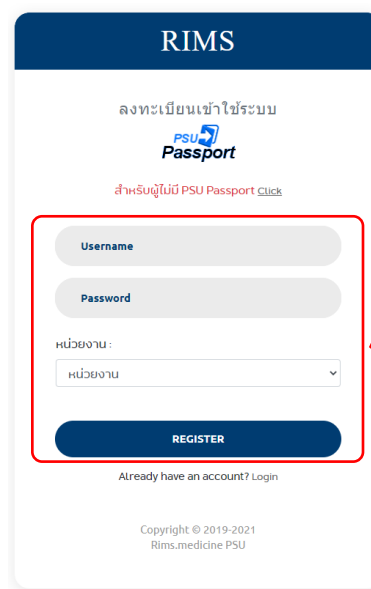 RIMS
ลงทะเบียนเข้าใช้ระบบ
PSU
Passport
สำหรับผู้ไม่มี PSU Passport Click
Username
Password
หน่วยงาน :
หน่วยงาน
REGISTER
Already have an account? Login
Copyright © 2019-2021
Rims.medicine PSU